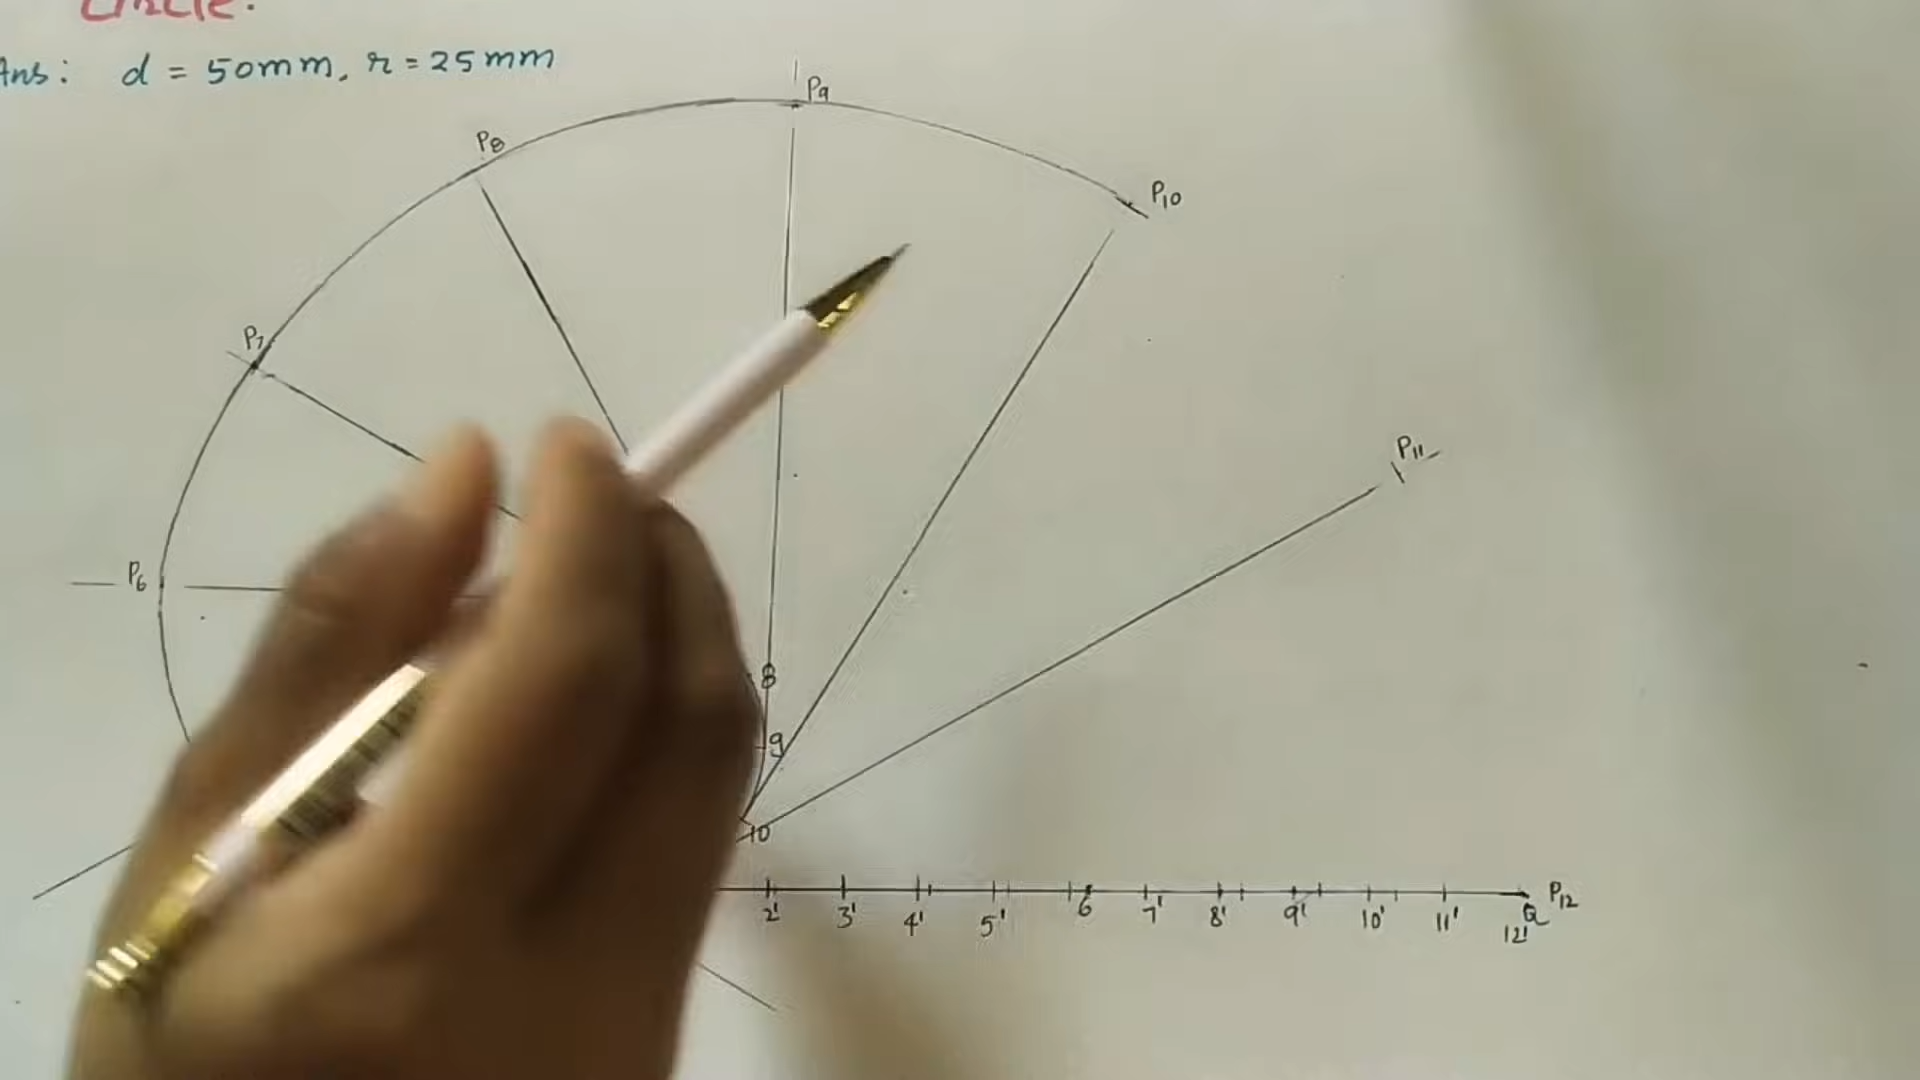 Circle.
Ans: d = 50mm, r = 25mm
P9
P8
P10
P7
P11
P6
8
9
10
P12
2' 3' 4' 5' 6 7' 8' 9' 10' 11' Q
12'